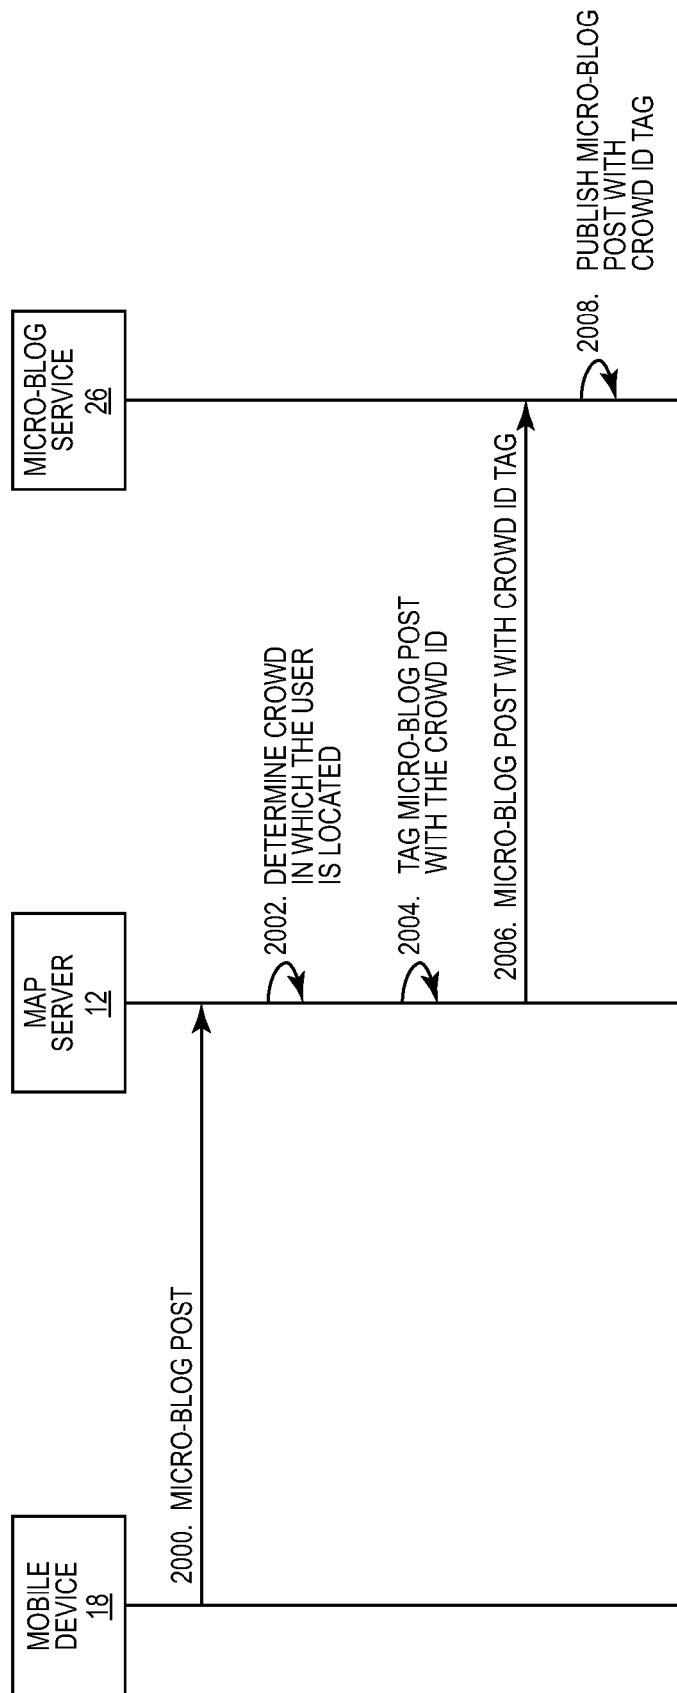 MOBILE
DEVICE
18
MAP
SERVER
12
MICRO-BLOG
SERVICE
26
2000. MICRO-BLOG POST
2002. DETERMINE CROWD
IN WHICH THE USER
IS LOCATED
2004. TAG MICRO-BLOG POST
WITH THE CROWD ID
2006. MICRO-BLOG POST WITH CROWD ID TAG
2008. PUBLISH MICRO-BLOG
POST WITH
CROWD ID TAG